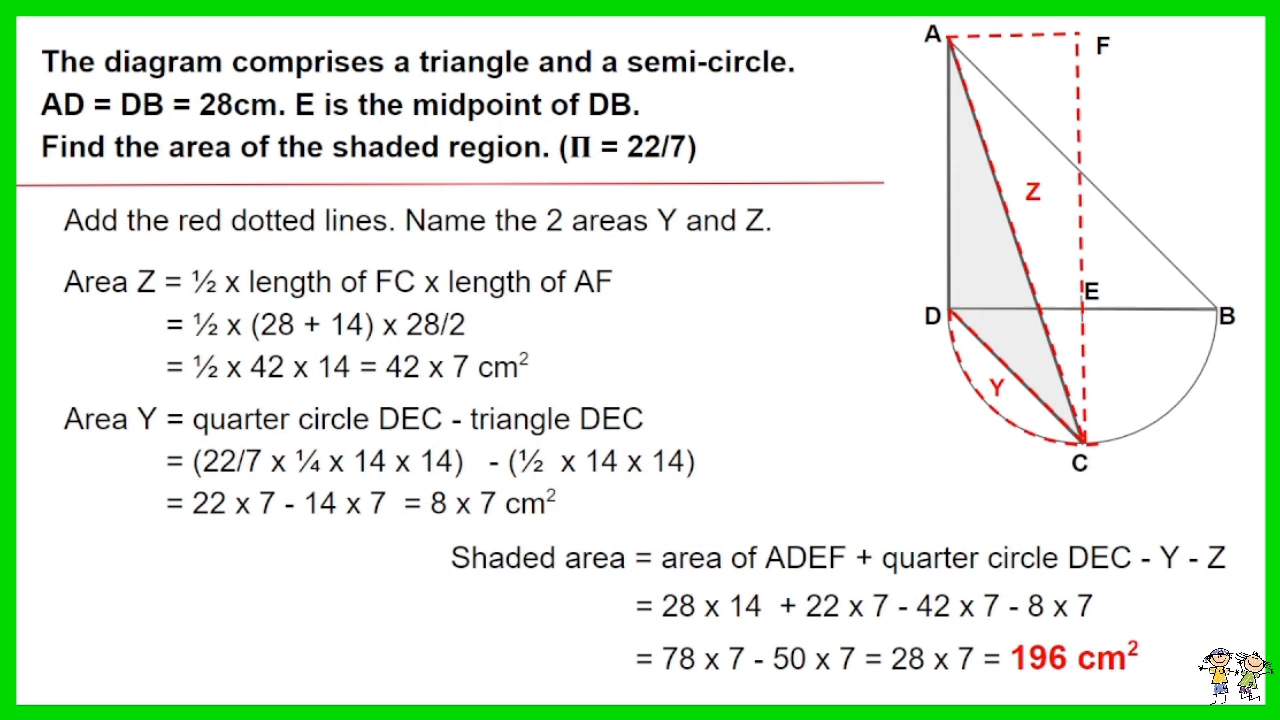 The diagram comprises a triangle and a semi-circle.
AD = DB = 28cm. E is the midpoint of DB.
Find the area of the shaded region. (Π = 22/7)
Add the red dotted lines. Name the 2 areas Y and Z.
Area Z = ½ x length of FC x length of AF
= ½ x (28 + 14) x 28/2
= ½ x 42 x 14 = 42 x 7 cm²
Area Y = quarter circle DEC - triangle DEC
= (22/7 x ¼ x 14 x 14) - (½ x 14 x 14)
= 22 x 7 - 14 x 7 = 8 x 7 cm²
Shaded area = area of ADEF + quarter circle DEC - Y - Z
= 28 x 14 + 22 x 7 - 42 x 7 - 8 x 7
= 78 x 7 - 50 x 7 = 28 x 7 = 196 cm²
A
F
Z
E
D
B
Y
C